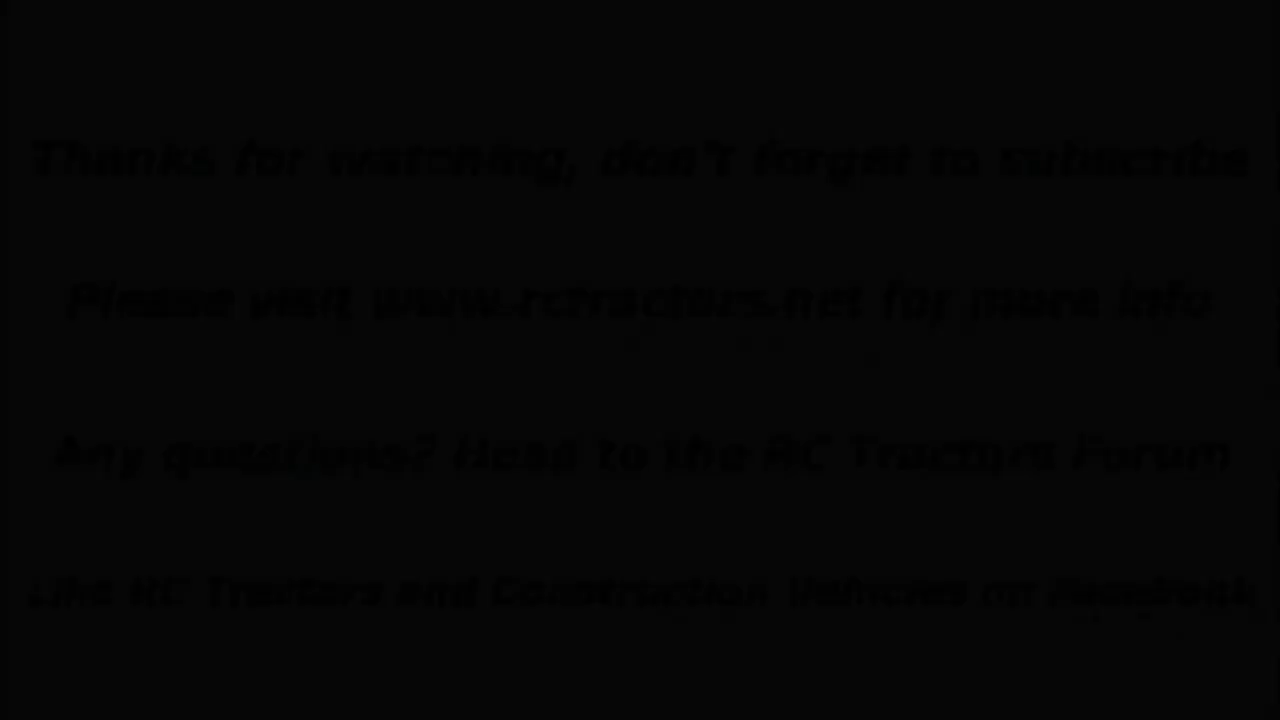 Thanks for watching, don't forget to subscribe
Please visit www.rctractors.net for more info
Any questions? Head to the RC Tractors Forum
Like RC Tractors and Construction Vehicles on Facebook